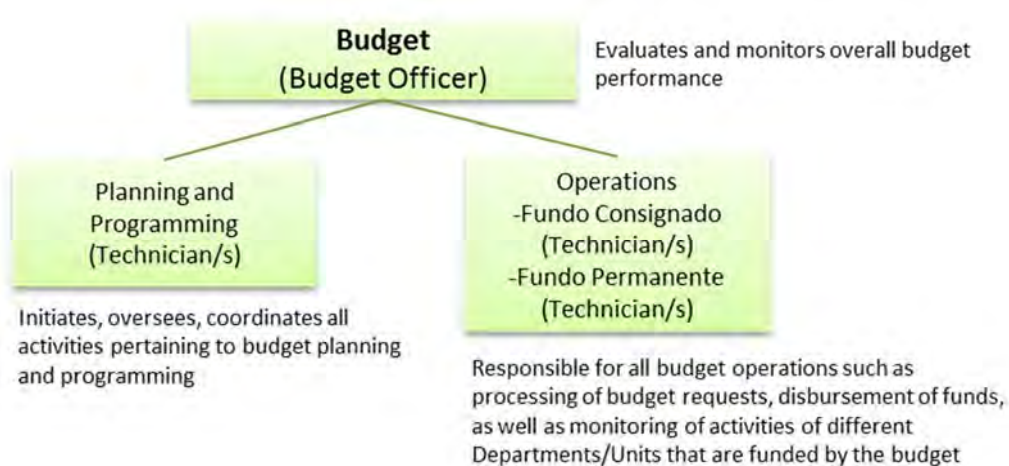 Budget
(Budget Officer)
Evaluates and monitors overall budget
performance
Planning and
Programming
(Technician/s)
Initiates, oversees, coordinates all
activities pertaining to budget planning
and programming
Operations
-Fundo Consignado
(Technician/s)
-Fundo Permanente
(Technician/s)
Responsible for all budget operations such as
processing of budget requests, disbursement of funds,
as well as monitoring of activities of different
Departments/Units that are funded by the budget